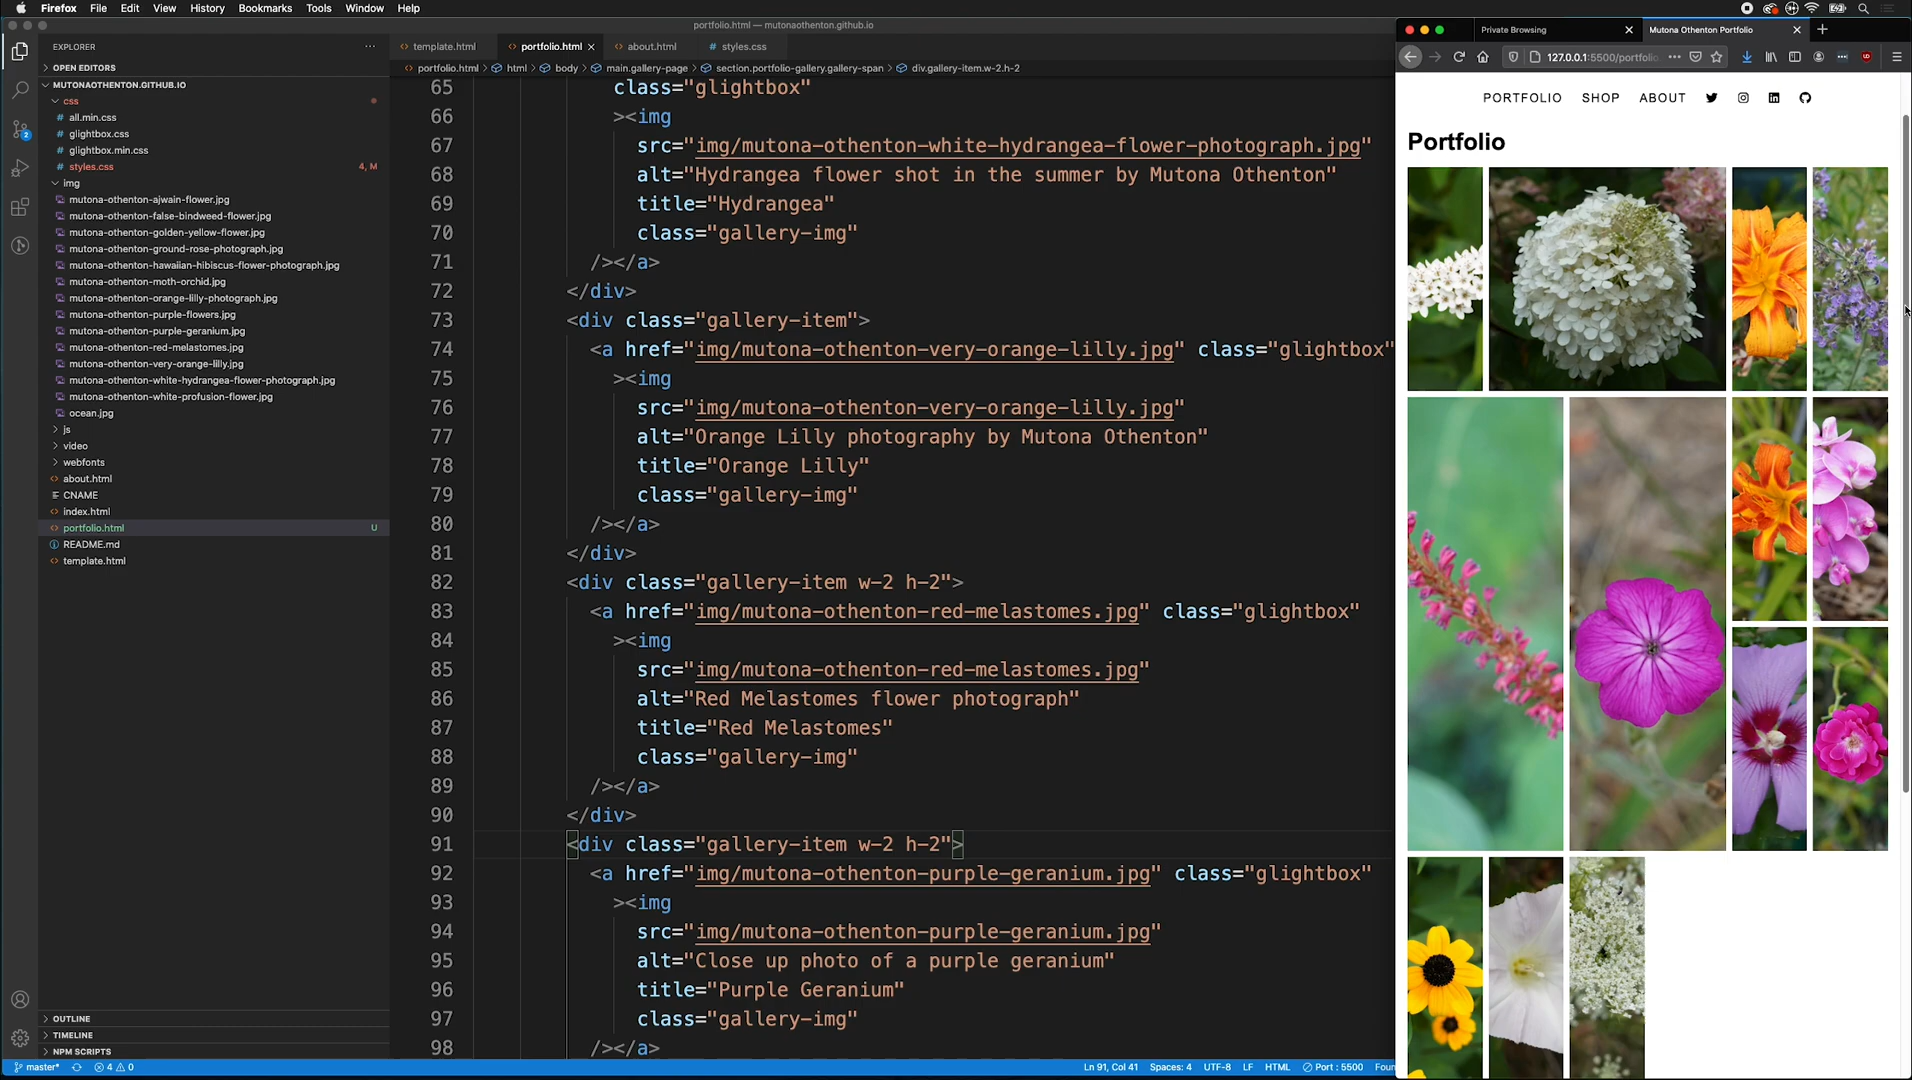 Firefox File Edit View History Bookmarks Tools Window Help
portfolio.html — mutonaothenton.github.io
EXPLORER
OPEN EDITORS
MUTONAOTHENTON.GITHUB.IO
css
# all.min.css
# glightbox.css
# glightbox.min.css
# styles.css 4, M
img
mutona-othenton-ajwain-flower.jpg
mutona-othenton-false-bindweed-flower.jpg
mutona-othenton-golden-yellow-flower.jpg
mutona-othenton-ground-rose-photograph.jpg
mutona-othenton-hawaiian-hibiscus-flower-photograph.jpg
mutona-othenton-moth-orchid.jpg
mutona-othenton-orange-lilly-photograph.jpg
mutona-othenton-purple-flowers.jpg
mutona-othenton-purple-geranium.jpg
mutona-othenton-red-melastomes.jpg
mutona-othenton-very-orange-lilly.jpg
mutona-othenton-white-hydrangea-flower-photograph.jpg
mutona-othenton-white-profusion-flower.jpg
ocean.jpg
js
video
webfonts
about.html
CNAME
index.html
portfolio.html U
README.md
template.html
OUTLINE
TIMELINE
NPM SCRIPTS
template.html portfolio.html about.html # styles.css
portfolio.html > html > body > main.gallery-page > section.portfolio-gallery.gallery-span > div.gallery-item.w-2.h-2
65 class="glightbox"
66 ><img
67 src="img/mutona-othenton-white-hydrangea-flower-photograph.jpg"
68 alt="Hydrangea flower shot in the summer by Mutona Othenton"
69 title="Hydrangea"
70 class="gallery-img"
71 /></a>
72 </div>
73 <div class="gallery-item">
74 <a href="img/mutona-othenton-very-orange-lilly.jpg" class="glightbox"
75 ><img
76 src="img/mutona-othenton-very-orange-lilly.jpg"
77 alt="Orange Lilly photography by Mutona Othenton"
78 title="Orange Lilly"
79 class="gallery-img"
80 /></a>
81 </div>
82 <div class="gallery-item w-2 h-2">
83 <a href="img/mutona-othenton-red-melastomes.jpg" class="glightbox"
84 ><img
85 src="img/mutona-othenton-red-melastomes.jpg"
86 alt="Red Melastomes flower photograph"
87 title="Red Melastomes"
88 class="gallery-img"
89 /></a>
90 </div>
91 <div class="gallery-item w-2 h-2">
92 <a href="img/mutona-othenton-purple-geranium.jpg" class="glightbox"
93 ><img
94 src="img/mutona-othenton-purple-geranium.jpg"
95 alt="Close up photo of a purple geranium"
96 title="Purple Geranium"
97 class="gallery-img"
98 /></a>
master* 4 0 Ln 91, Col 41 Spaces: 4 UTF-8 LF HTML Port : 5500 Foun
Private Browsing Mutona Othenton Portfolio
127.0.0.1:5500/portfolio
PORTFOLIO SHOP ABOUT
Portfolio